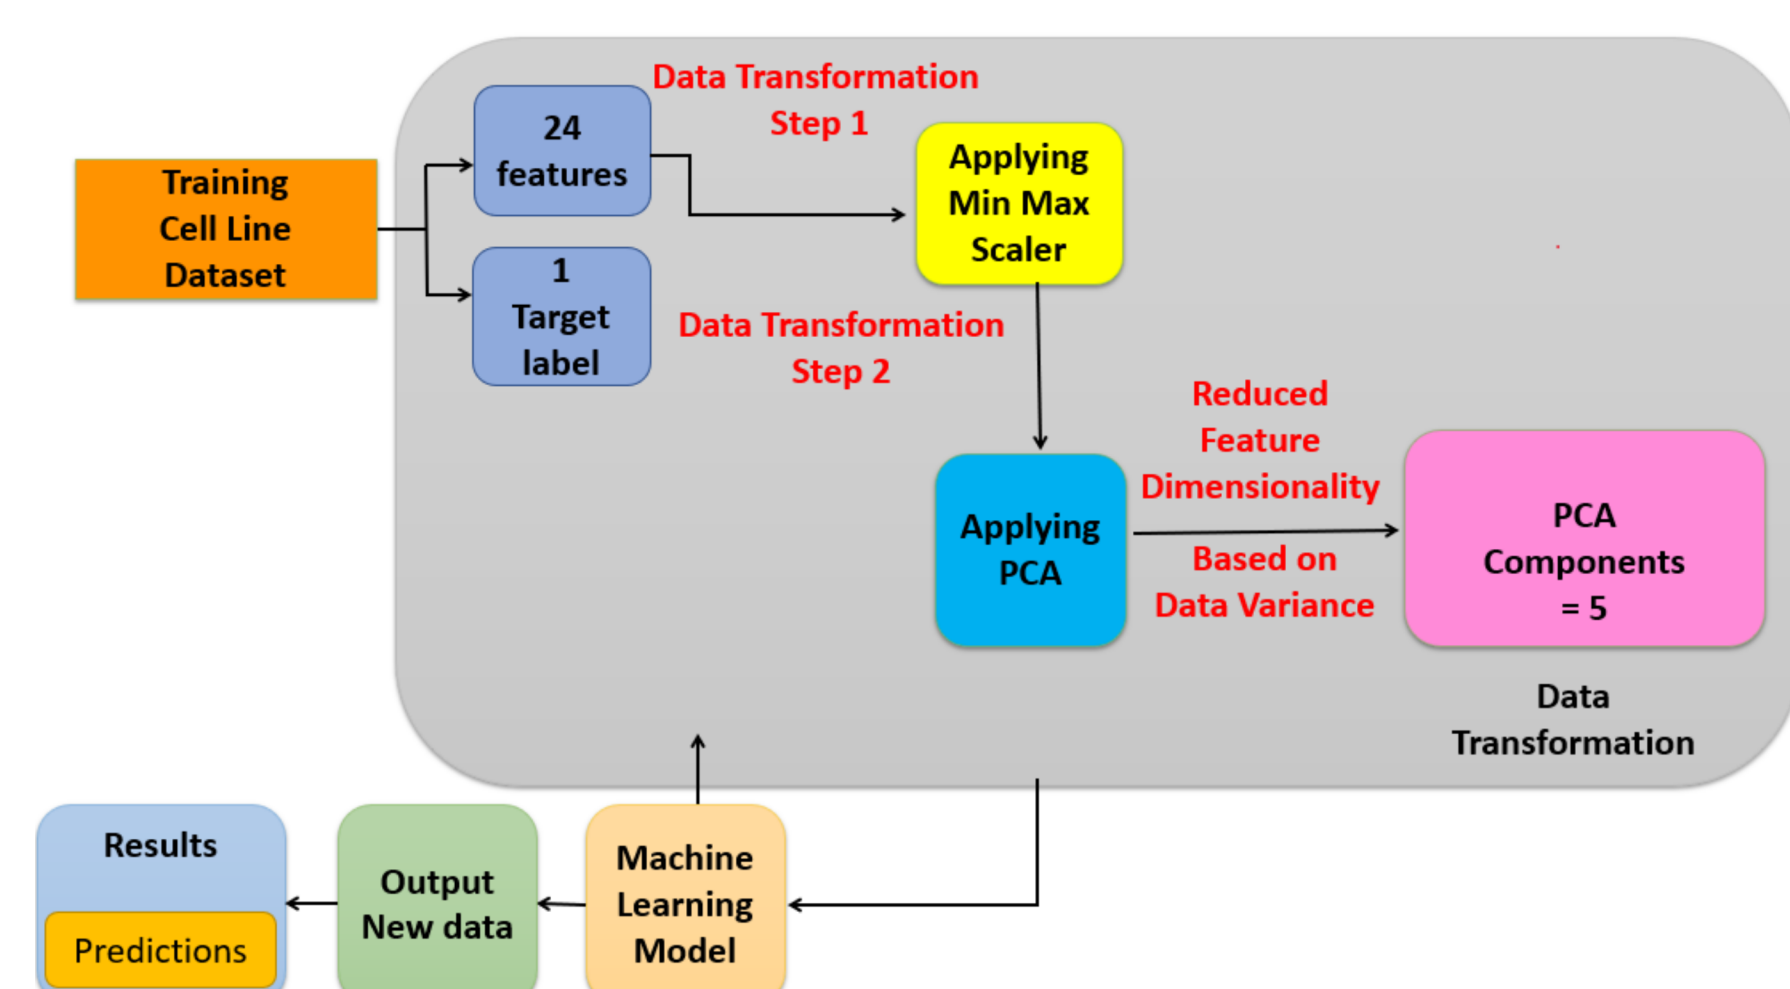 Training
Cell Line
Dataset
24
features
1
Target
label
Data Transformation
Step 1
Applying
Min Max
Scaler
Data Transformation
Step 2
Applying
PCA
Reduced
Feature
Dimensionality
Based on
Data Variance
PCA
Components
= 5
Data
Transformation
Machine
Learning
Model
Output
New data
Results
Predictions